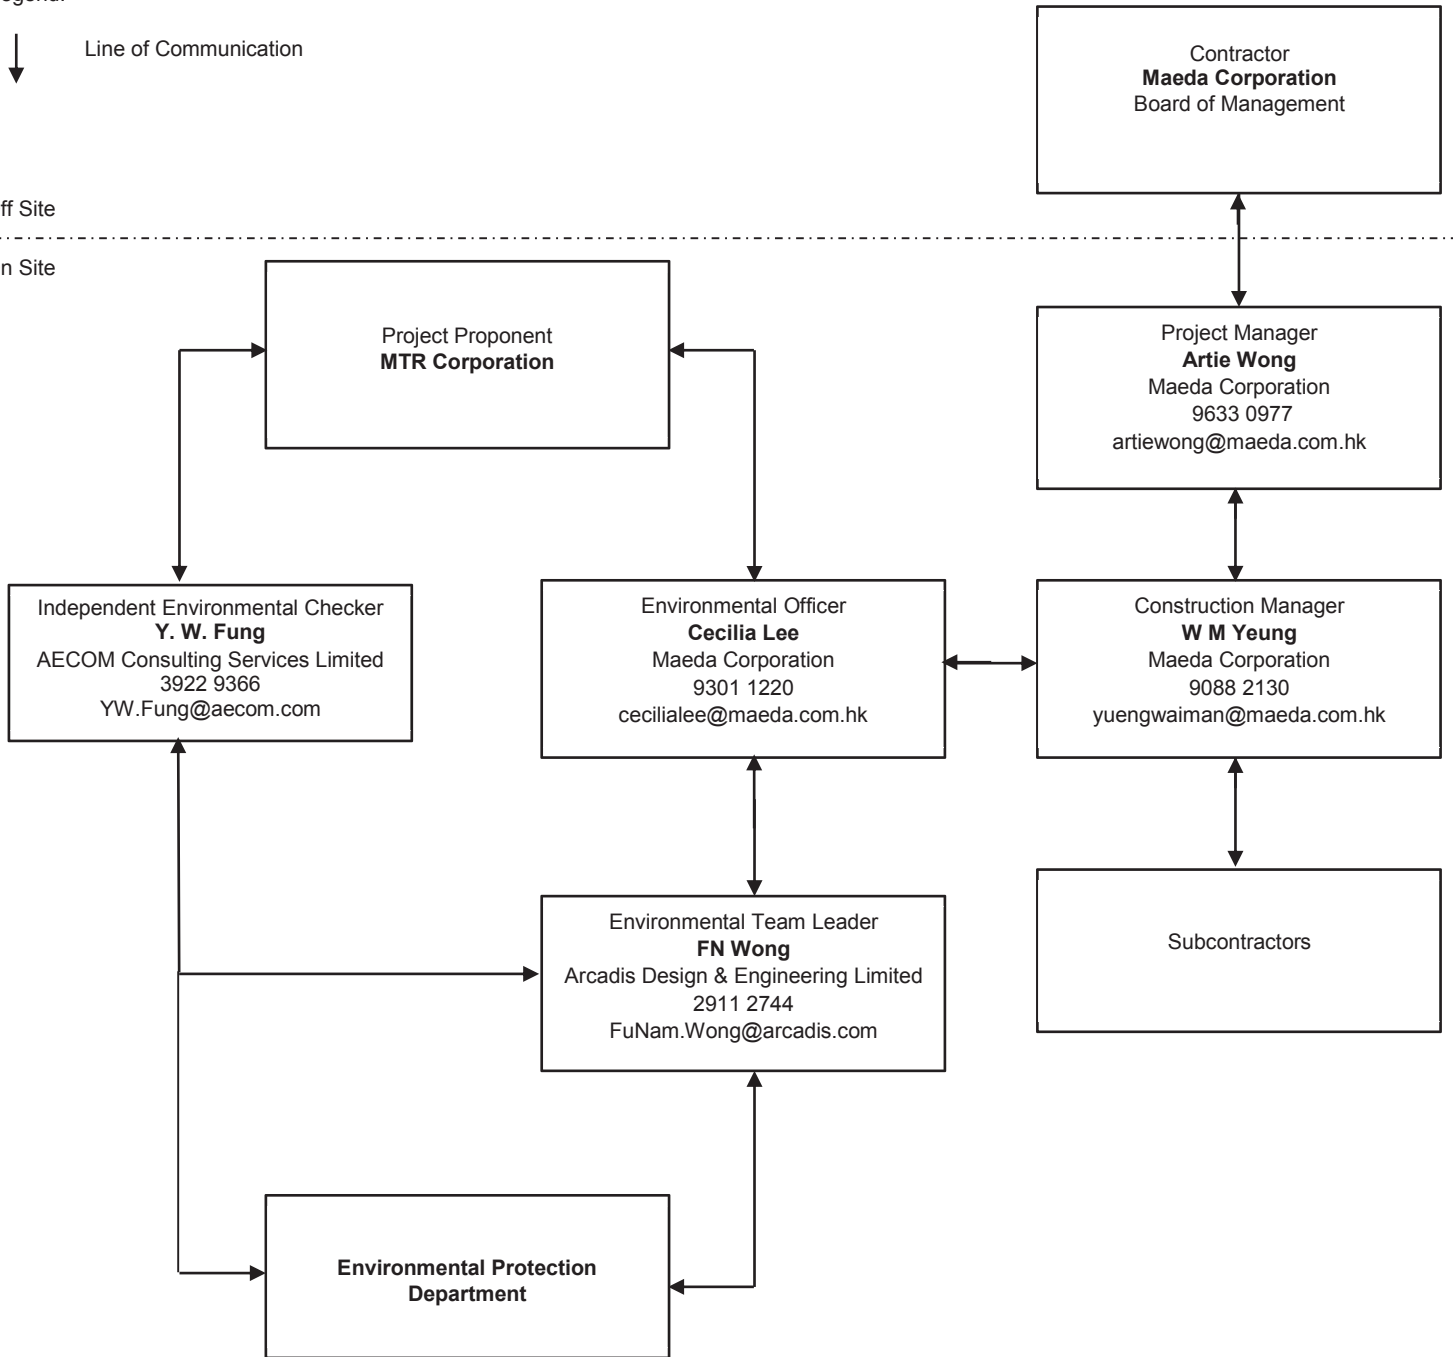 Line of Communication
Contractor
Maeda Corporation
Board of Management
ff Site
n Site
Project Proponent
MTR Corporation
Project Manager
Artie Wong
Maeda Corporation
9633 0977
artiewong@maeda.com.hk
Independent Environmental Checker
Y. W. Fung
AECOM Consulting Services Limited
3922 9366
YW.Fung@aecom.com
Environmental Officer
Cecilia Lee
Maeda Corporation
9301 1220
cecilialee@maeda.com.hk
Construction Manager
W M Yeung
Maeda Corporation
9088 2130
yuengwaiman@maeda.com.hk
Environmental Team Leader
FN Wong
Arcadis Design & Engineering Limited
2911 2744
FuNam.Wong@arcadis.com
Subcontractors
Environmental Protection
Department